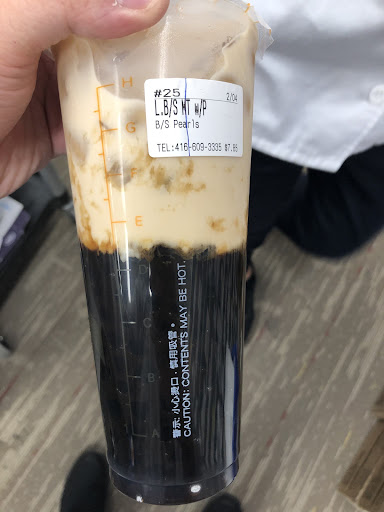 #25 2/04
L.B/S MT w/P
B/S Pearls
TEL:416-609-3335 $7.85
H
G
F
E
D
C
B
A
警示: 小心燙口, 慎用吸管。
CAUTION: CONTENTS MAY BE HOT.